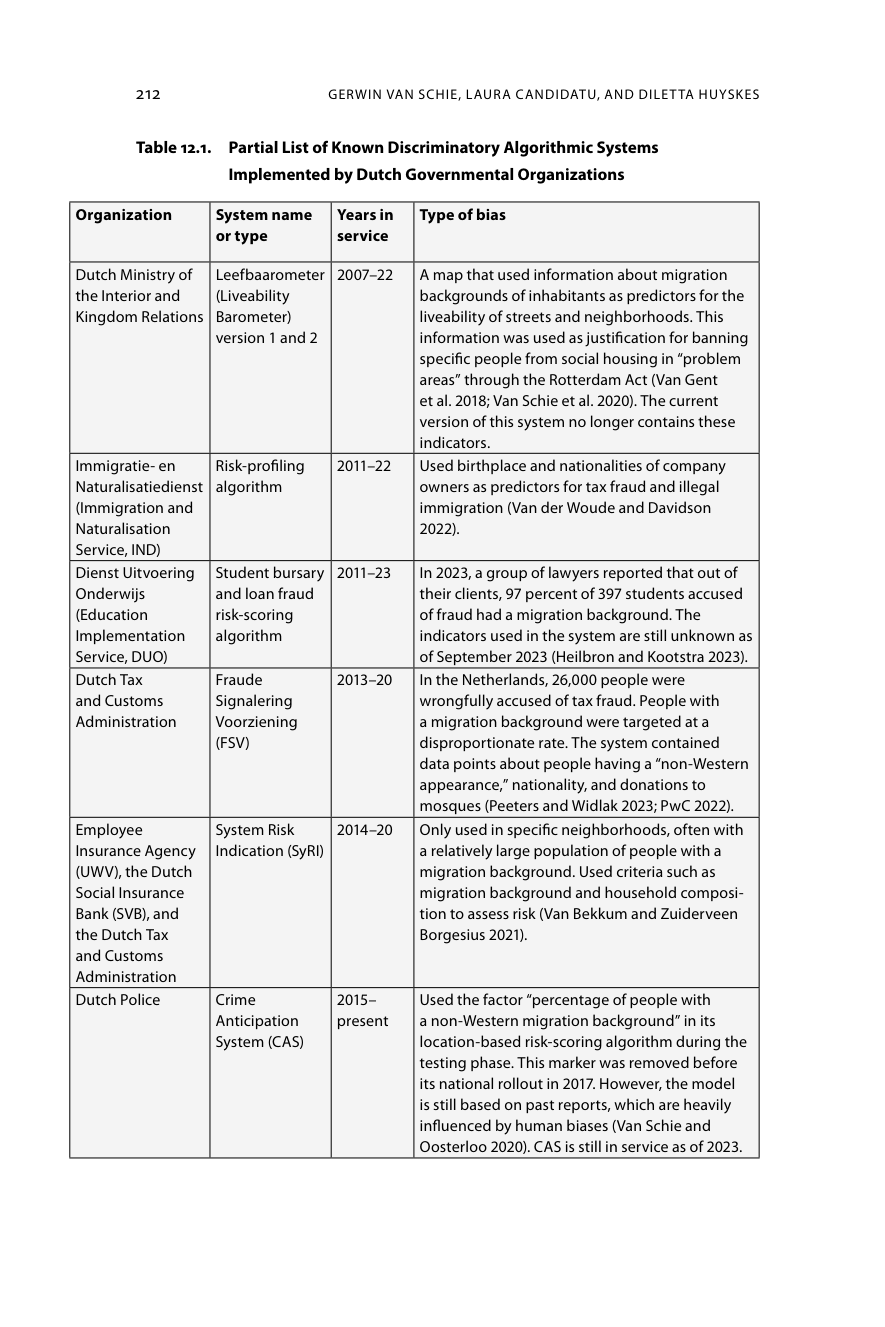 212
GERWIN VAN SCHIE, LAURA CANDIDATU, AND DILETTA HUYSKES
Table 12.1. Partial List of Known Discriminatory Algorithmic Systems
Implemented by Dutch Governmental Organizations
Organization
System name
or type
Years in
service
Type of bias
Dutch Ministry of
the Interior and
Kingdom Relations
Leefbaarometer
(Liveability
Barometer)
version 1 and 2
2007–22
A map that used information about migration
backgrounds of inhabitants as predictors for the
liveability of streets and neighborhoods. This
information was used as justification for banning
specific people from social housing in “problem
areas” through the Rotterdam Act (Van Gent
et al. 2018; Van Schie et al. 2020). The current
version of this system no longer contains these
indicators.
Immigratie- en
Naturalisatiedienst
(Immigration and
Naturalisation
Service, IND)
Risk-profiling
algorithm
2011–22
Used birthplace and nationalities of company
owners as predictors for tax fraud and illegal
immigration (Van der Woude and Davidson
2022).
Dienst Uitvoering
Onderwijs
(Education
Implementation
Service, DUO)
Student bursary
and loan fraud
risk-scoring
algorithm
2011–23
In 2023, a group of lawyers reported that out of
their clients, 97 percent of 397 students accused
of fraud had a migration background. The
indicators used in the system are still unknown as
of September 2023 (Heilbron and Kootstra 2023).
Dutch Tax
and Customs
Administration
Fraude
Signalering
Voorziening
(FSV)
2013–20
In the Netherlands, 26,000 people were
wrongfully accused of tax fraud. People with
a migration background were targeted at a
disproportionate rate. The system contained
data points about people having a “non-Western
appearance,” nationality, and donations to
mosques (Peeters and Widlak 2023; PwC 2022).
Employee
Insurance Agency
(UWV), the Dutch
Social Insurance
Bank (SVB), and
the Dutch Tax
and Customs
Administration
System Risk
Indication (SyRI)
2014–20
Only used in specific neighborhoods, often with
a relatively large population of people with a
migration background. Used criteria such as
migration background and household composi-
tion to assess risk (Van Bekkum and Zuiderveen
Borgesius 2021).
Dutch Police
Crime
Anticipation
System (CAS)
2015–
present
Used the factor “percentage of people with
a non-Western migration background” in its
location-based risk-scoring algorithm during the
testing phase. This marker was removed before
its national rollout in 2017. However, the model
is still based on past reports, which are heavily
influenced by human biases (Van Schie and
Oosterloo 2020). CAS is still in service as of 2023.